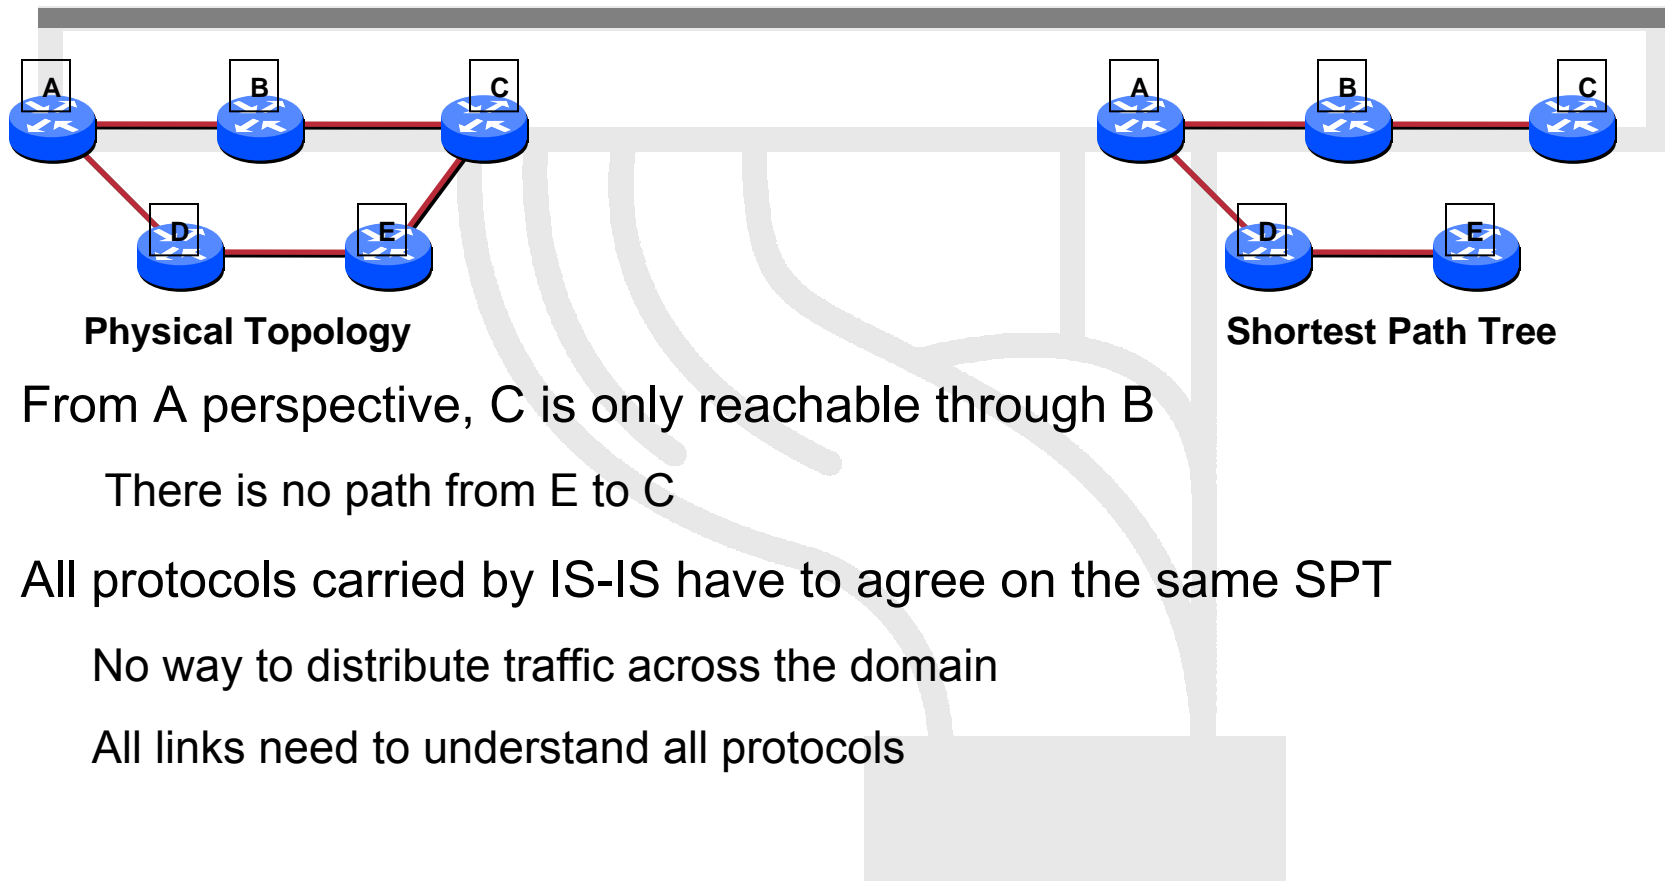 A B C A B C
D E D E
Physical Topology Shortest Path Tree
From A perspective, C is only reachable through B
There is no path from E to C
All protocols carried by IS-IS have to agree on the same SPT
No way to distribute traffic across the domain
All links need to understand all protocols